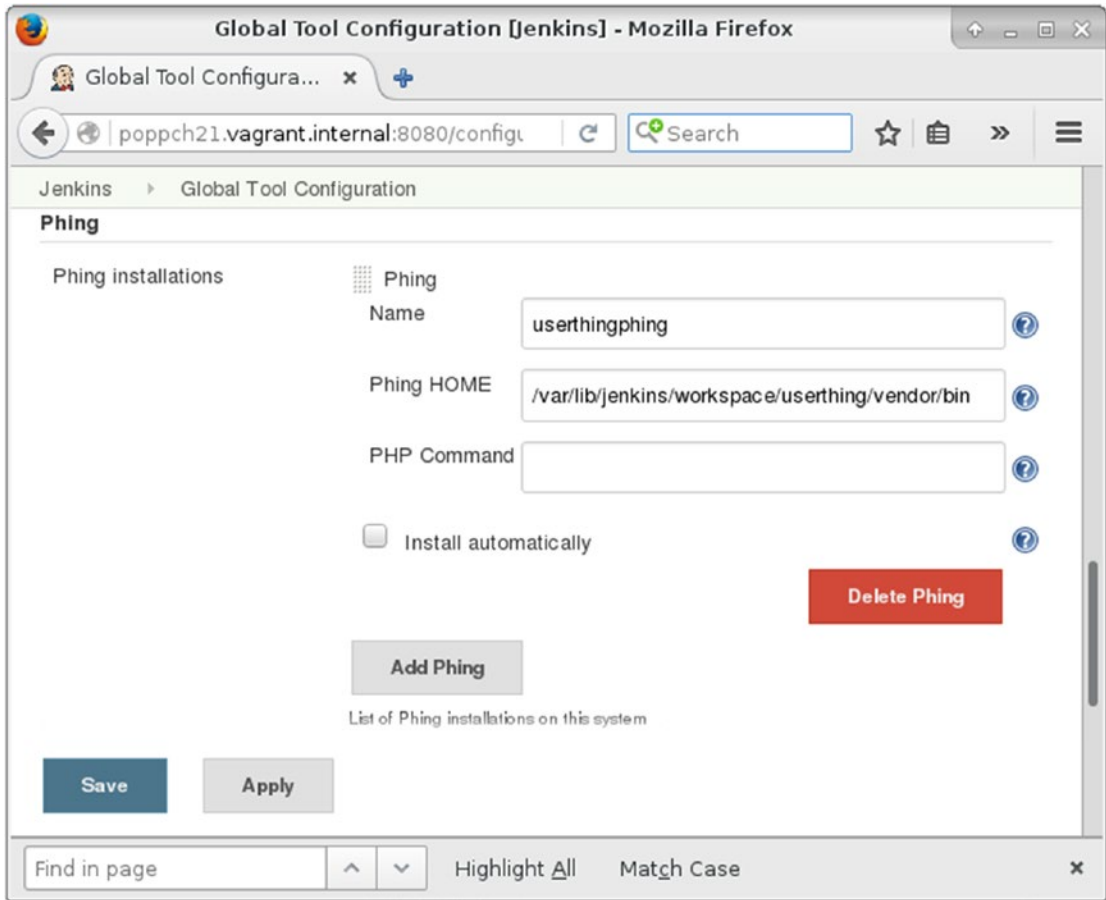 Global Tool Configuration [Jenkins] - Mozilla Firefox
Global Tool Configura...
poppch21.vagrant.internal:8080/configu
Search
Jenkins
Global Tool Configuration
Phing
Phing installations
Phing
Name
userthingphing
Phing HOME
/var/lib/jenkins/workspace/userthing/vendor/bin
PHP Command
Install automatically
Delete Phing
Add Phing
List of Phing installations on this system
Save
Apply
Find in page
Highlight All
Match Case